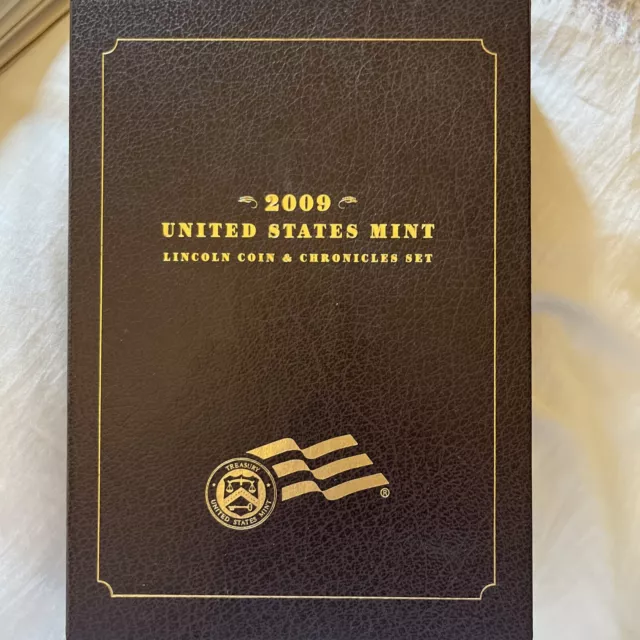 2009
UNITED STATES MINT
LINCOLN COIN & CHRONICLES SET
TREASURY
UNITED STATES MINT
®